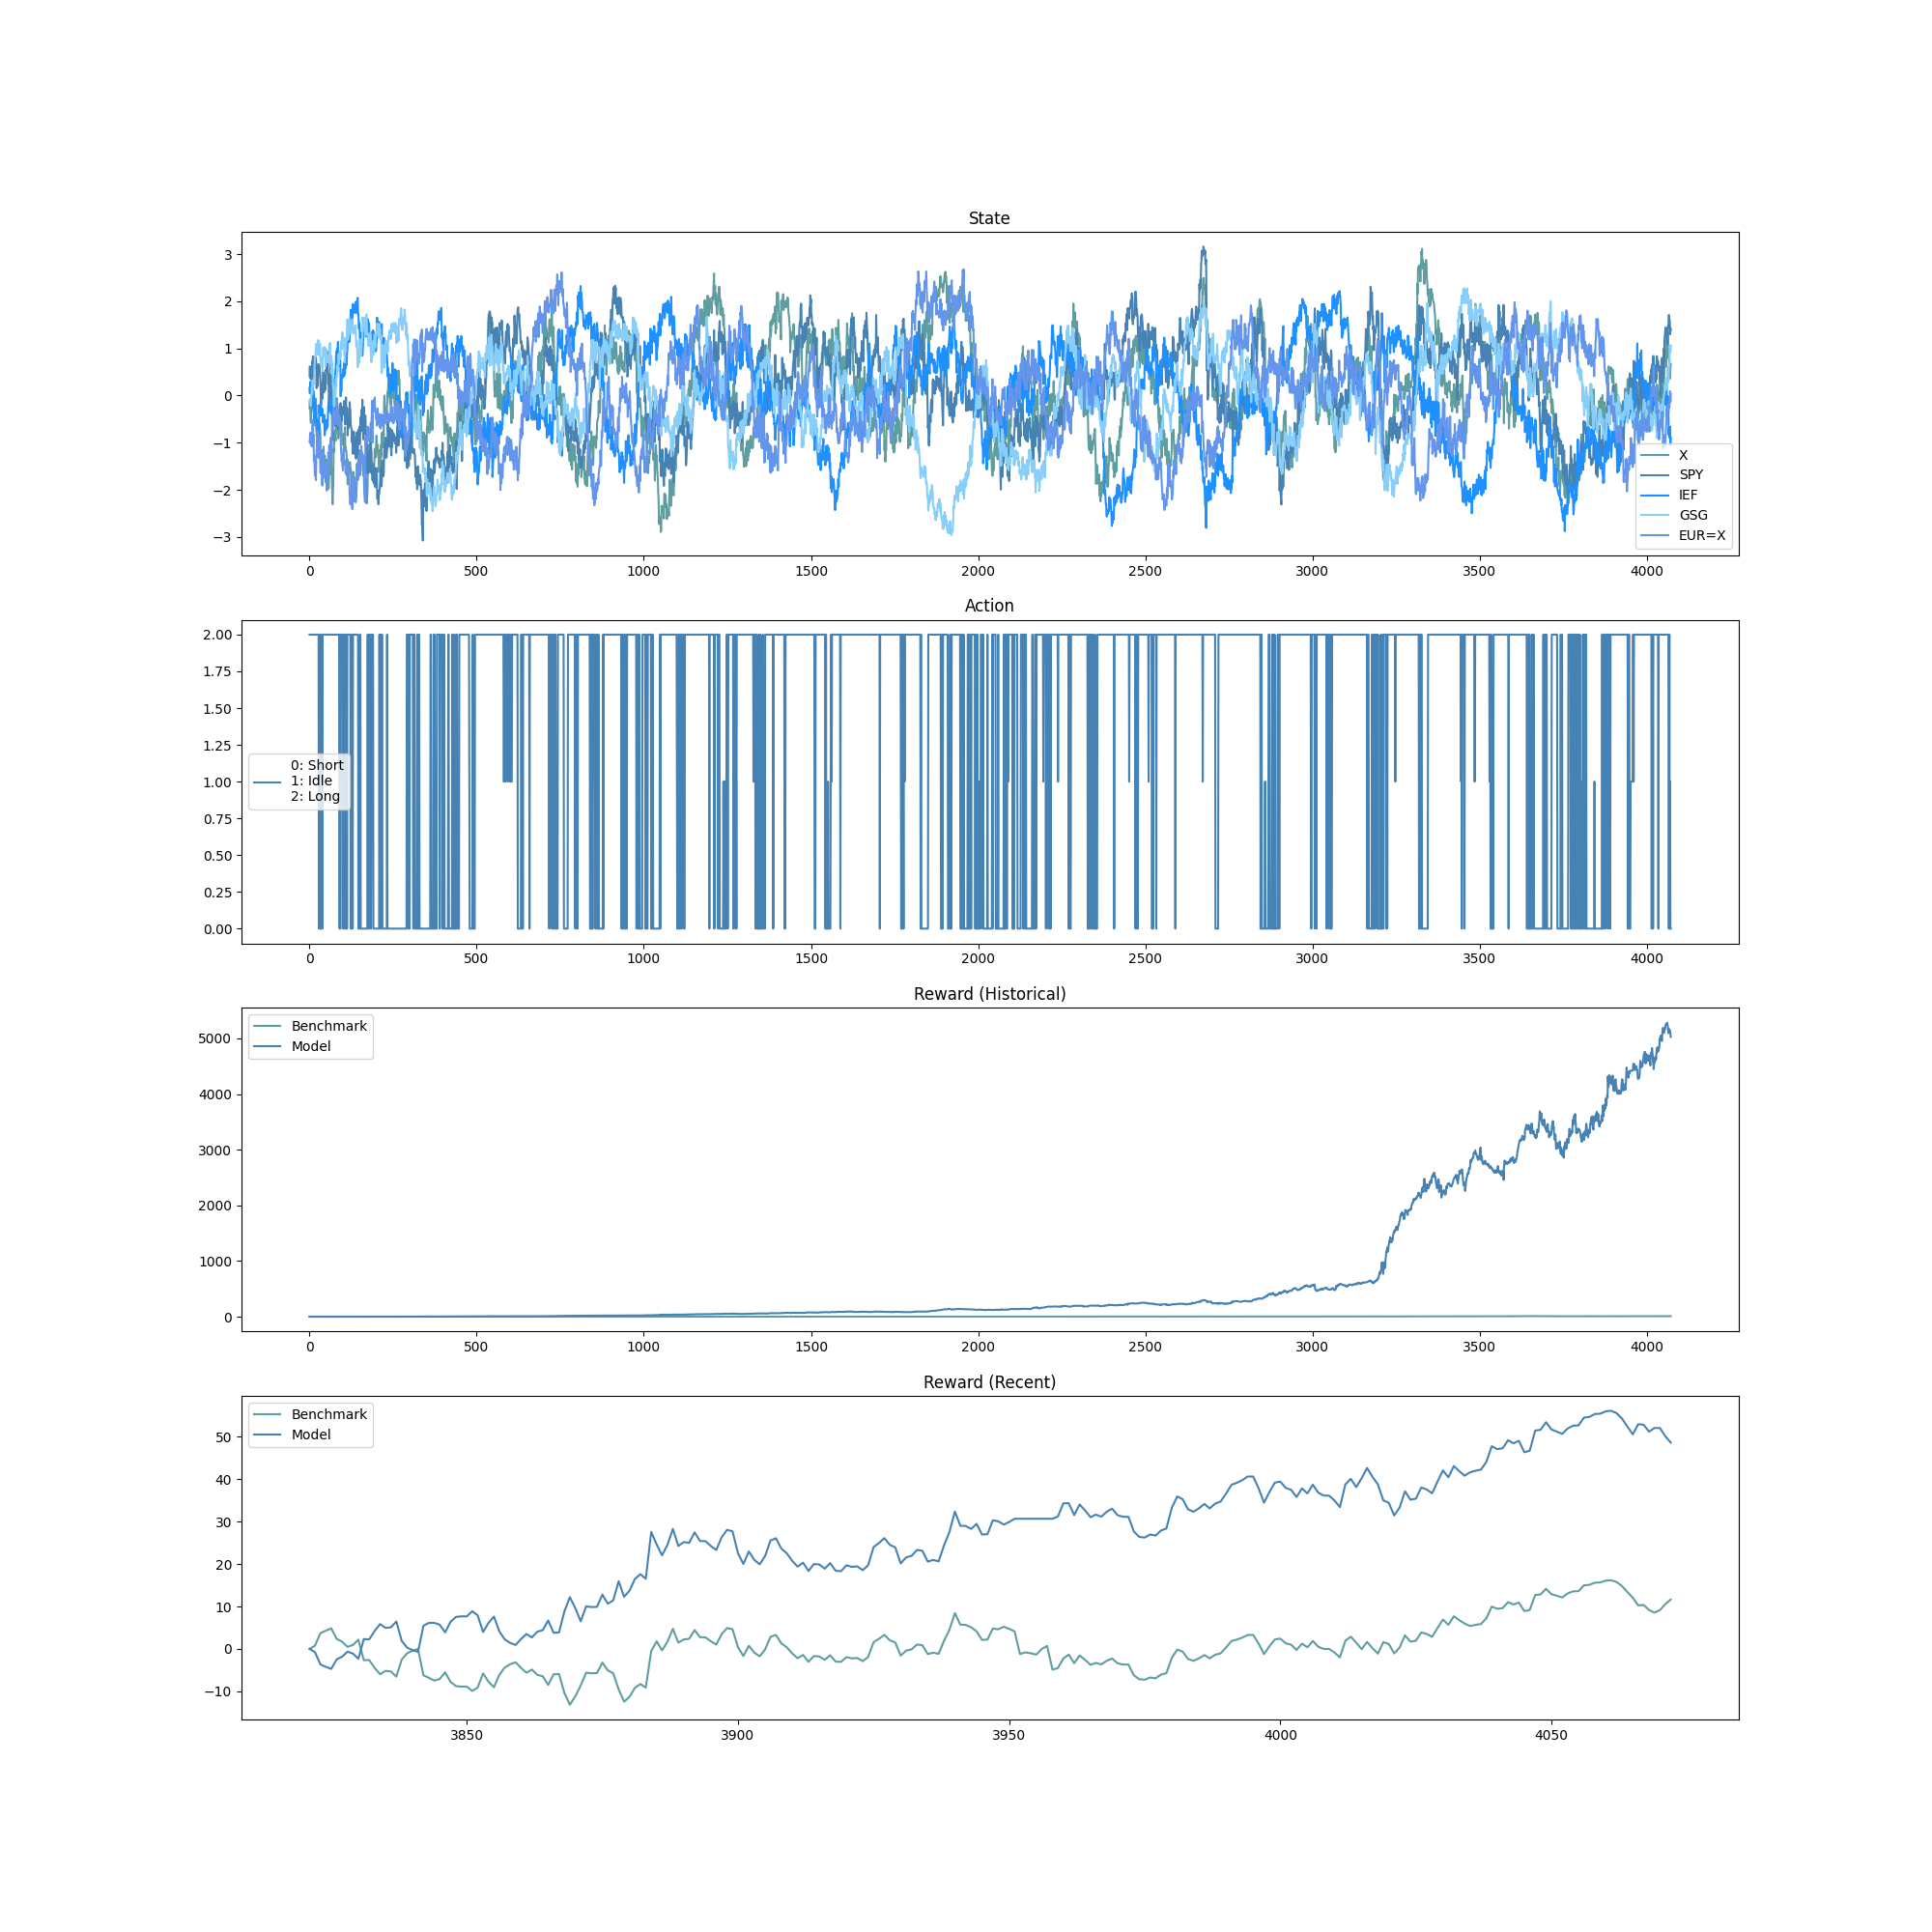 State
3
2
1
0
−1
−2
−3
X
SPY
IEF
GSG
EUR=X
0 500 1000 1500 2000 2500 3000 3500 4000
Action
2.00
1.75
1.50
1.25
1.00
0.75
0.50
0.25
0.00
0: Short
1: Idle
2: Long
0 500 1000 1500 2000 2500 3000 3500 4000
Reward (Historical)
Benchmark
Model
5000
4000
3000
2000
1000
0
0 500 1000 1500 2000 2500 3000 3500 4000
Reward (Recent)
Benchmark
Model
50
40
30
20
10
0
−10
3850 3900 3950 4000 4050